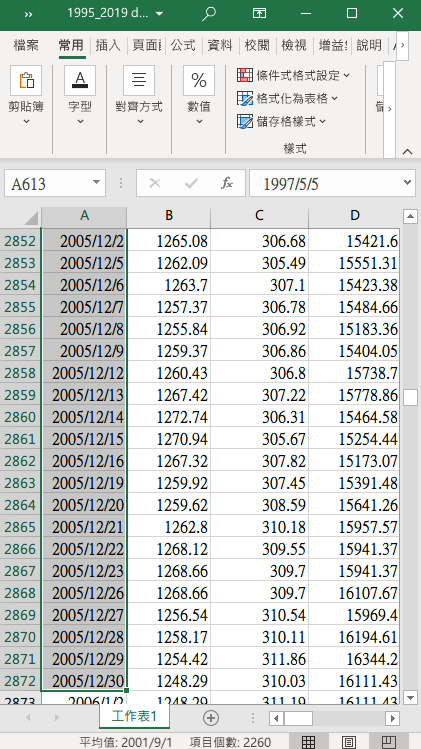 1995_2019 d...
檔案 常用 插入 頁面 公式 資料 校閱 檢視 增益 說明
剪貼簿 字型 對齊方式 數值
條件式格式設定
格式化為表格
儲存格樣式
樣式
A613 fx 1997/5/5
A B C D
2852 2005/12/2 1265.08 306.68 15421.6
2853 2005/12/5 1262.09 305.49 15551.31
2854 2005/12/6 1263.7 307.1 15423.38
2855 2005/12/7 1257.37 306.78 15484.66
2856 2005/12/8 1255.84 306.92 15183.36
2857 2005/12/9 1259.37 306.86 15404.05
2858 2005/12/12 1260.43 306.8 15738.7
2859 2005/12/13 1267.42 307.22 15778.86
2860 2005/12/14 1272.74 306.31 15464.58
2861 2005/12/15 1270.94 305.67 15254.44
2862 2005/12/16 1267.32 307.82 15173.07
2863 2005/12/19 1259.92 307.45 15391.48
2864 2005/12/20 1259.62 308.59 15641.26
2865 2005/12/21 1262.8 310.18 15957.57
2866 2005/12/22 1268.12 309.55 15941.37
2867 2005/12/23 1268.66 309.7 15941.37
2868 2005/12/26 1268.66 309.7 16107.67
2869 2005/12/27 1256.54 310.54 15969.4
2870 2005/12/28 1258.17 310.11 16194.61
2871 2005/12/29 1254.42 311.86 16344.2
2872 2005/12/30 1248.29 310.03 16111.43
2873 2006/1/2 1248.29 311.19 16111.43
工作表1
平均值: 2001/9/1 項目個數: 2260